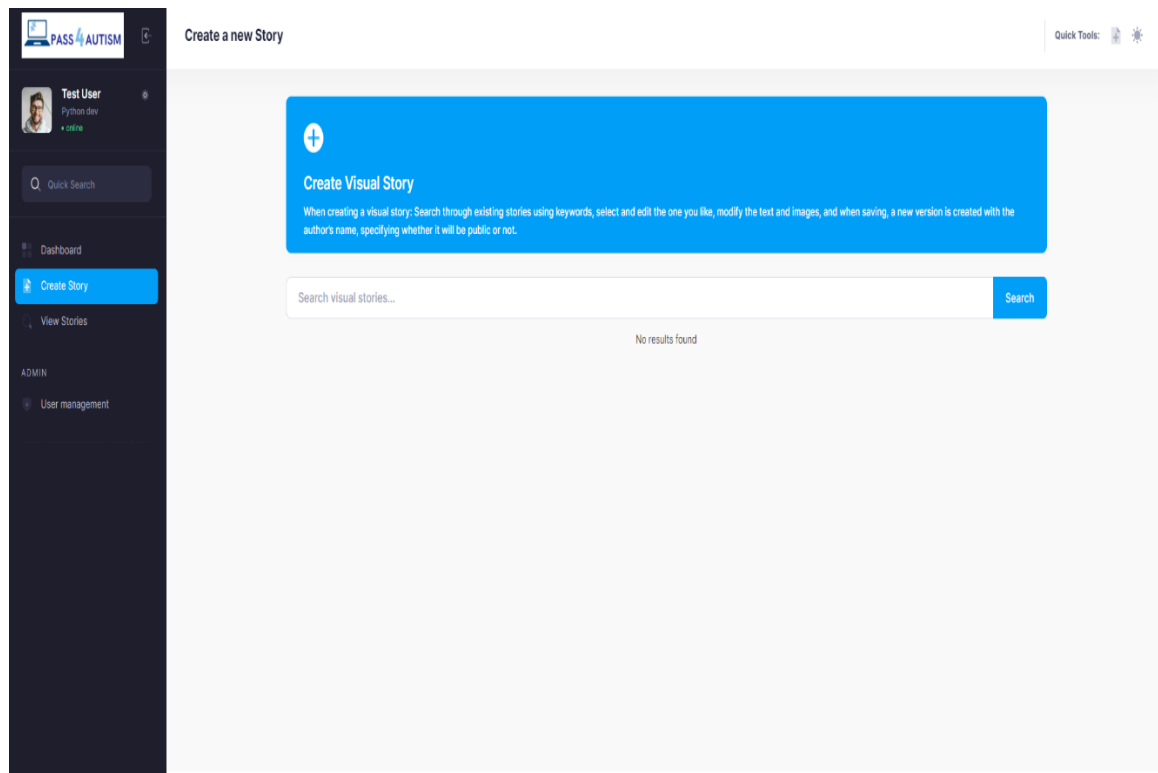 PASS 4 AUTISM
Create a new Story
Quick Tools:
Test User
Python dev
• online
Quick Search
Dashboard
Create Story
View Stories
ADMIN
User management
Create Visual Story
When creating a visual story: Search through existing stories using keywords, select and edit the one you like, modify the text and images, and when saving, a new version is created with the
author's name, specifying whether it will be public or not.
Search visual stories...
Search
No results found